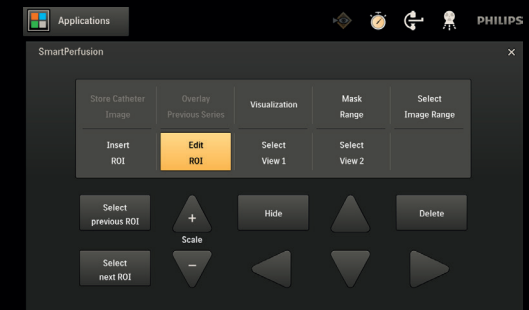 Applications
PHILIPS
SmartPerfusion
×
Store Catheter
Image
Overlay
Previous Series
Visualization
Mask
Range
Select
Image Range
Insert
ROI
Edit
ROI
Select
View 1
Select
View 2
Select
previous ROI
+
Scale
Hide
Delete
Select
next ROI
−